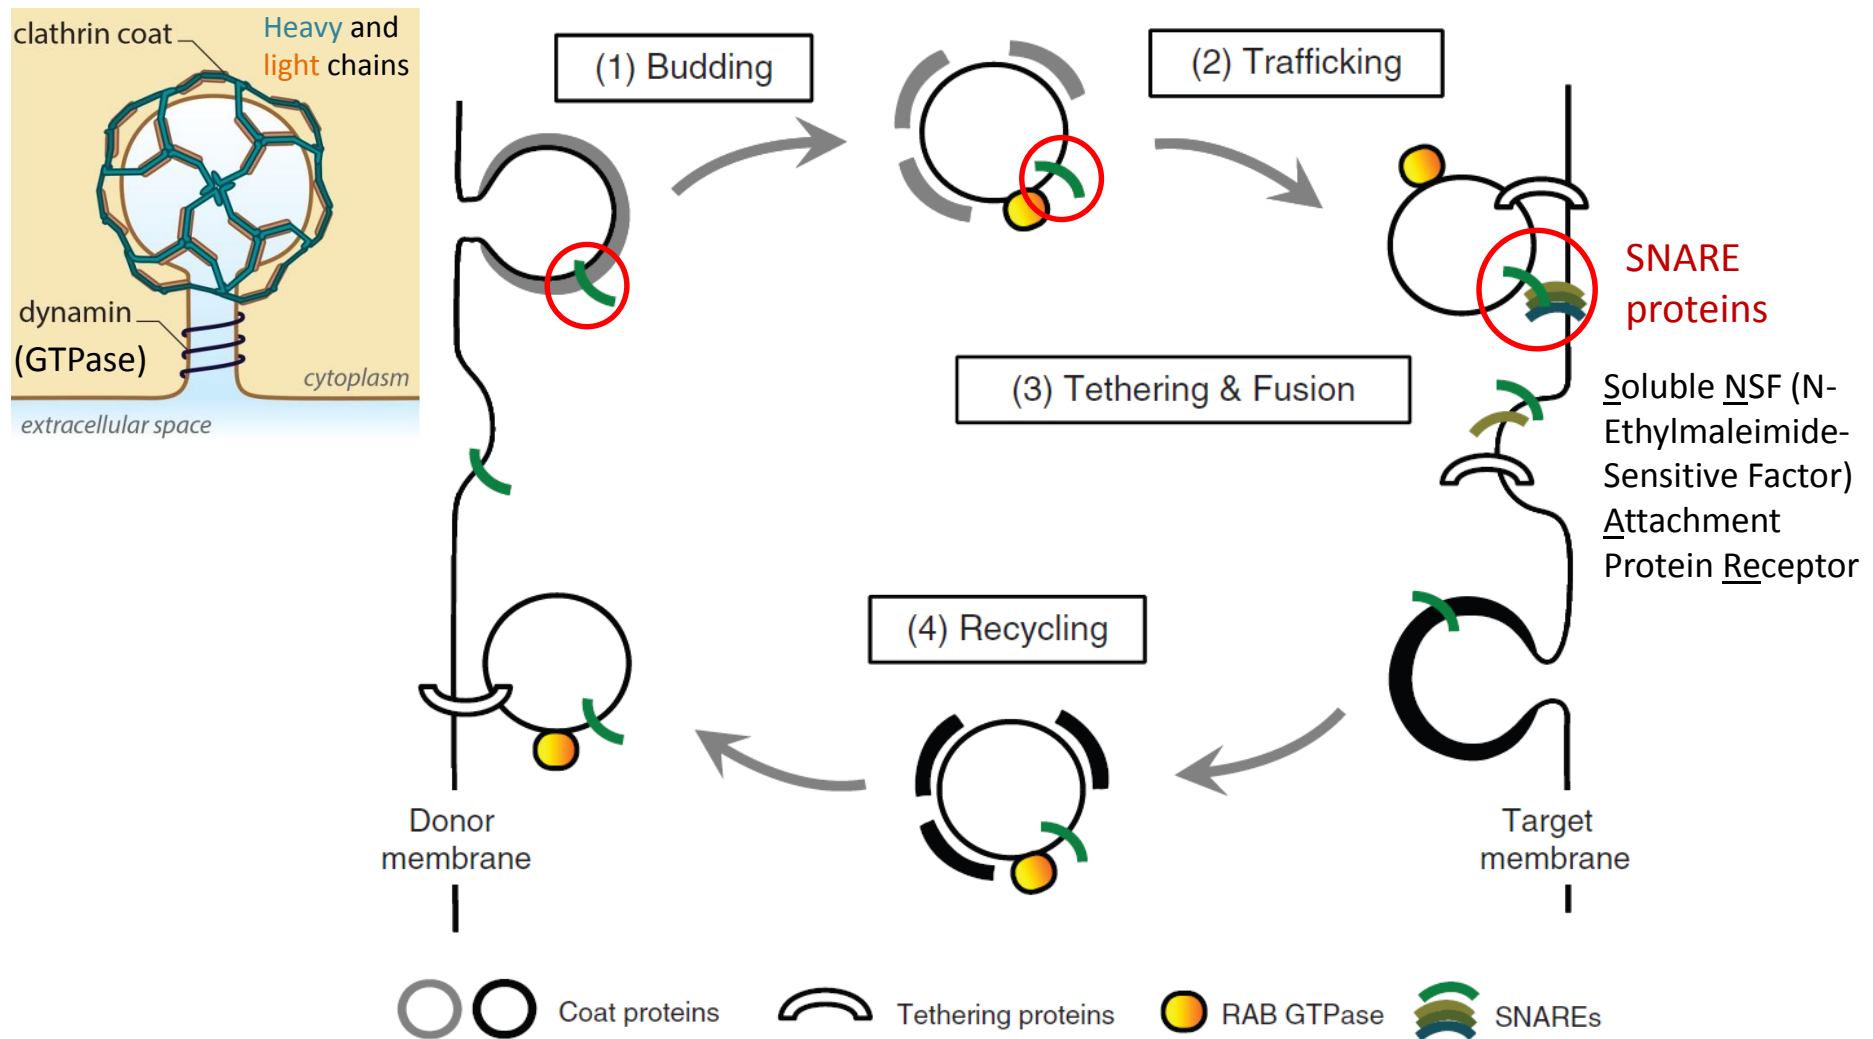 clathrin coat
Heavy and
light chains
dynamin
(GTPase)
cytoplasm
extracellular space
(1) Budding
(2) Trafficking
SNARE
proteins
(3) Tethering & Fusion
Soluble NSF (N-
Ethylmaleimide-
Sensitive Factor)
Attachment
Protein Receptor
(4) Recycling
Donor
membrane
Target
membrane
Coat proteins
Tethering proteins
RAB GTPase
SNAREs